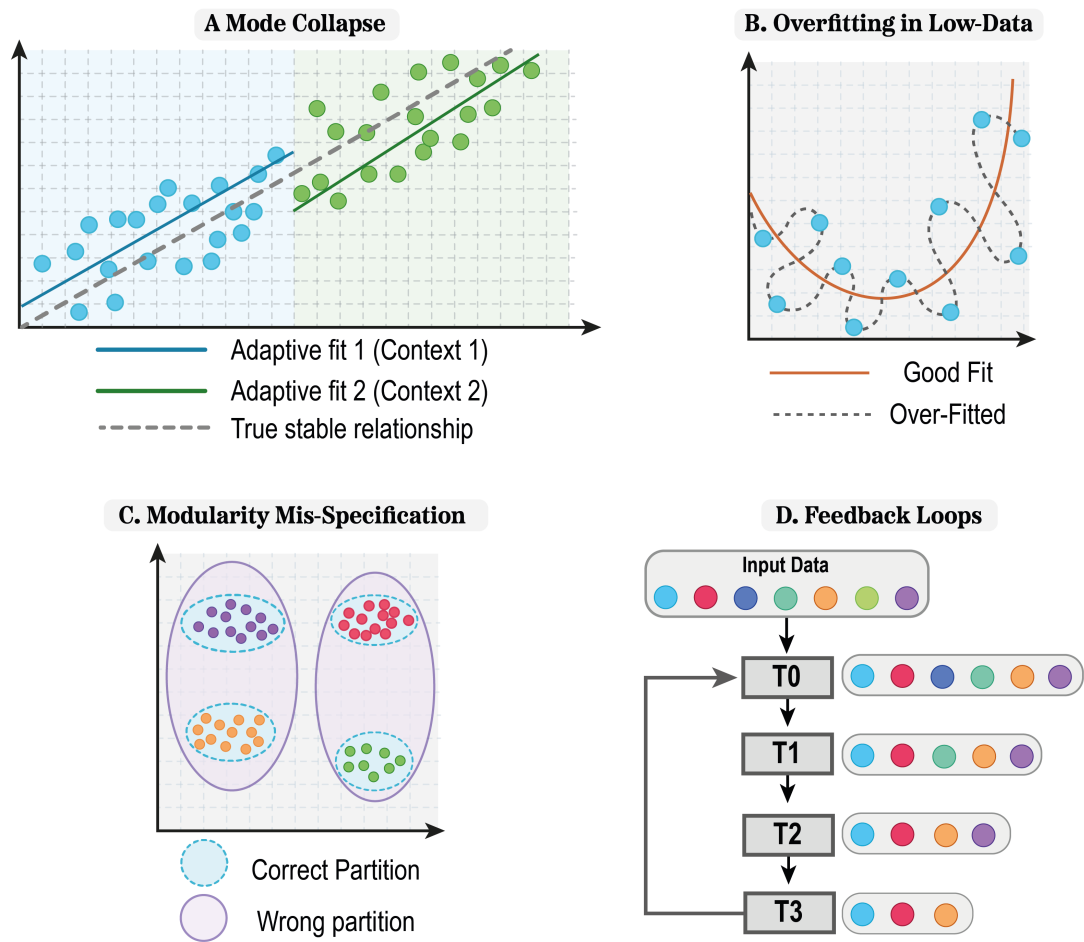 A Mode Collapse
Adaptive fit 1 (Context 1)
Adaptive fit 2 (Context 2)
True stable relationship
B. Overfitting in Low-Data
Good Fit
Over-Fitted
C. Modularity Mis-Specification
Correct Partition
Wrong partition
D. Feedback Loops
Input Data
T0
T1
T2
T3